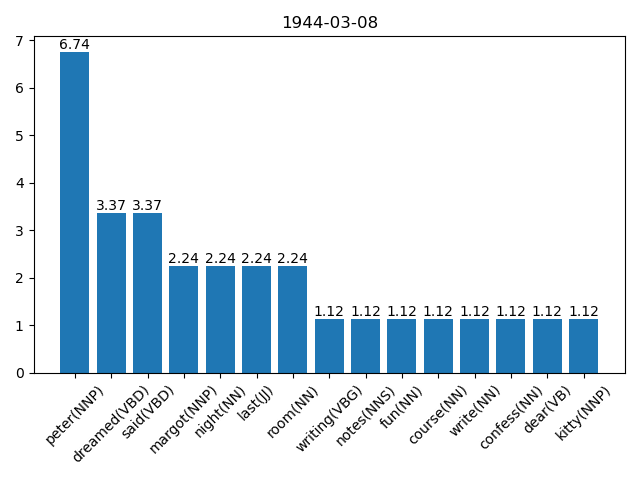 1944-03-08
7
6
5
4
3
2
1
0
6.74
3.37
3.37
2.24
2.24
2.24
2.24
1.12
1.12
1.12
1.12
1.12
1.12
1.12
1.12
peter(NNP)
dreamed(VBD)
said(VBD)
margot(NNP)
night(NN)
last(JJ)
room(NN)
writing(VBG)
notes(NNS)
fun(NN)
course(NN)
write(NN)
confess(NN)
dear(VB)
kitty(NNP)